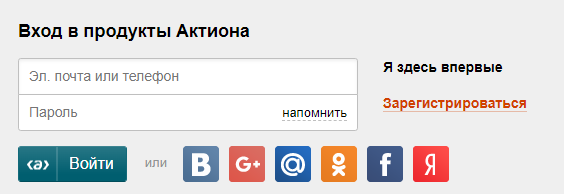 Вход в продукты Актиона
Эл. почта или телефон
Я здесь впервые
Пароль
напомнить
Зарегистрироваться
‹a› Войти
или
B
G+
@
f
Я